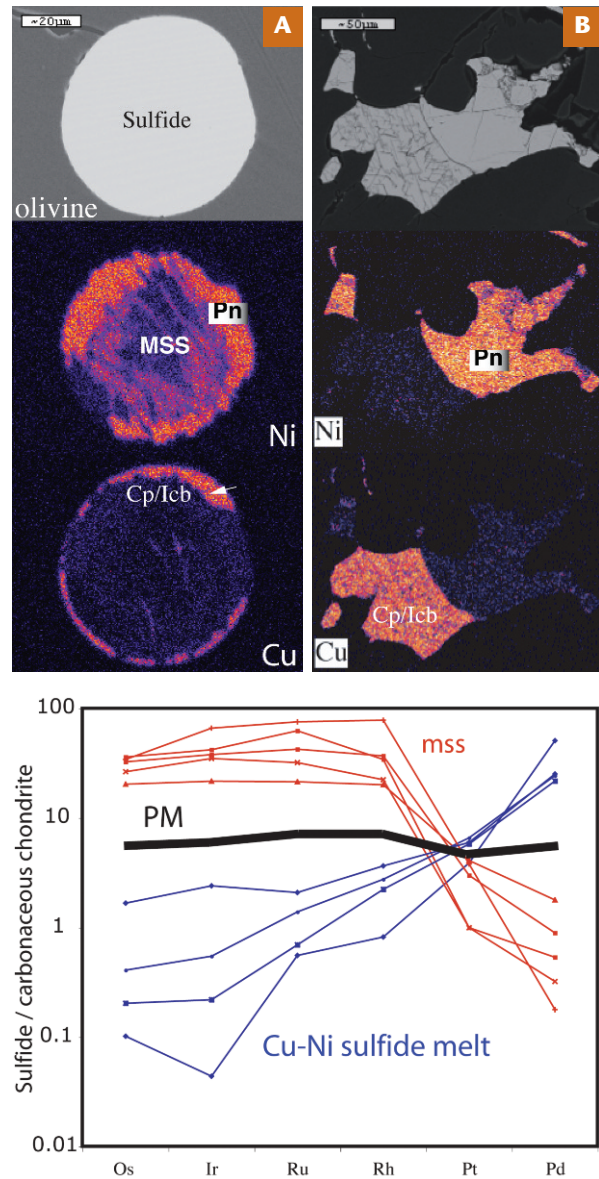 ~20µm
A
Sulfide
olivine
Pn
MSS
Ni
Cp/Icb
Cu
~50µm
B
Pn
Ni
Cp/Icb
Cu
100
10
1
0.1
0.01
Sulfide / carbonaceous chondrite
mss
PM
Cu-Ni sulfide melt
Os Ir Ru Rh Pt Pd